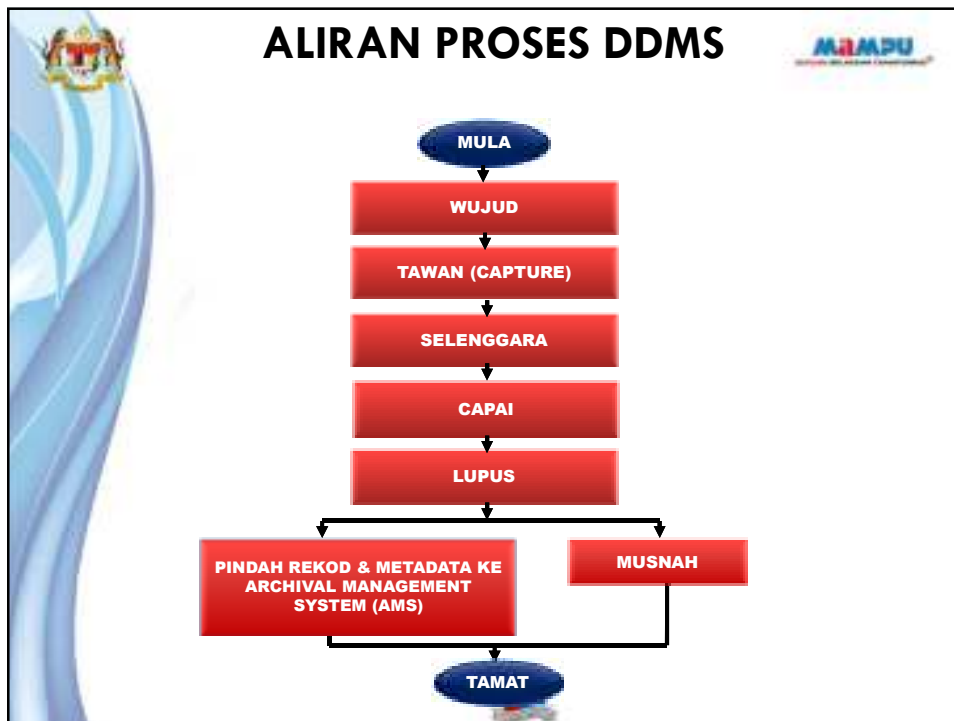 ALIRAN PROSES DDMS
MAMPU
MULA
WUJUD
TAWAN (CAPTURE)
SELENGGARA
CAPAI
LUPUS
PINDAH REKOD & METADATA KE
ARCHIVAL MANAGEMENT
SYSTEM (AMS)
MUSNAH
TAMAT